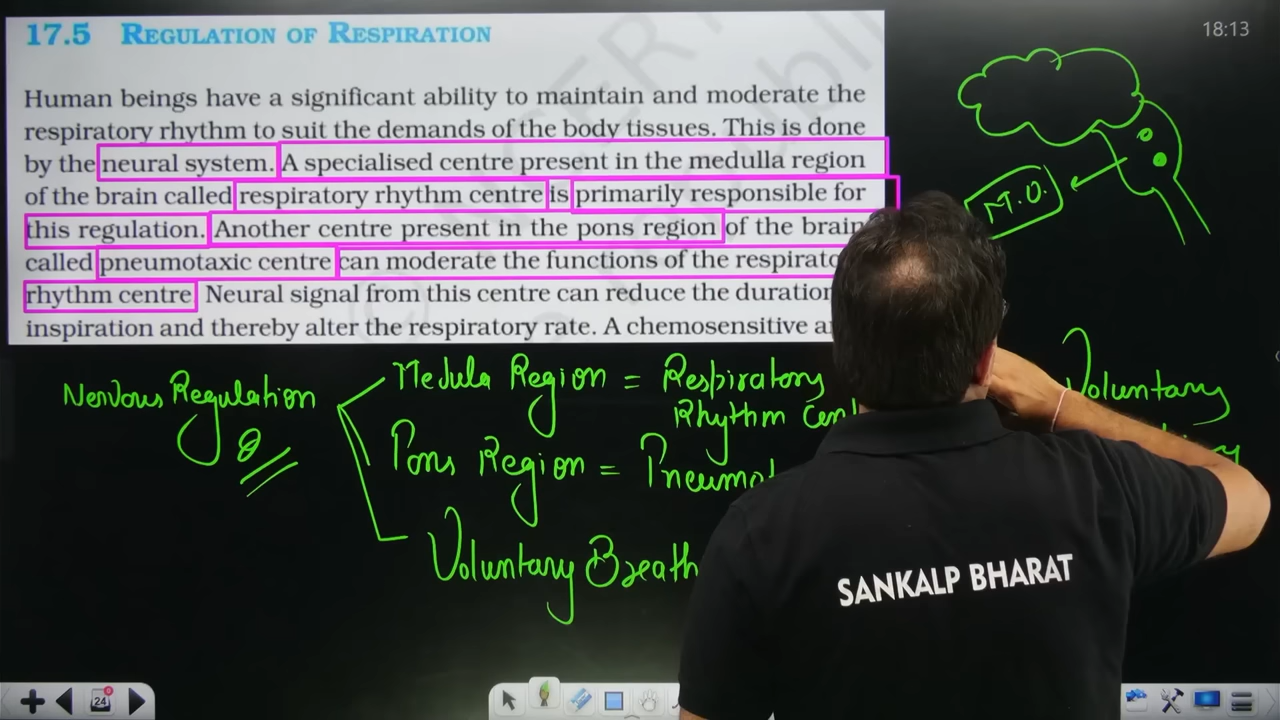 17.5 REGULATION OF RESPIRATION
18:13
Human beings have a significant ability to maintain and moderate the
respiratory rhythm to suit the demands of the body tissues. This is done
by the neural system. A specialised centre present in the medulla region
of the brain called respiratory rhythm centre is primarily responsible for
this regulation. Another centre present in the pons region of the brain
called pneumotaxic centre can moderate the functions of the respirato
rhythm centre Neural signal from this centre can reduce the duration
inspiration and thereby alter the respiratory rate. A chemosensitive a
M.O.
Nervous Regulation
Medula Region = Respiratory
Rhythm Cen
Pons Region = Pneumot
Voluntary Breath
Voluntary
SANKALP BHARAT
24